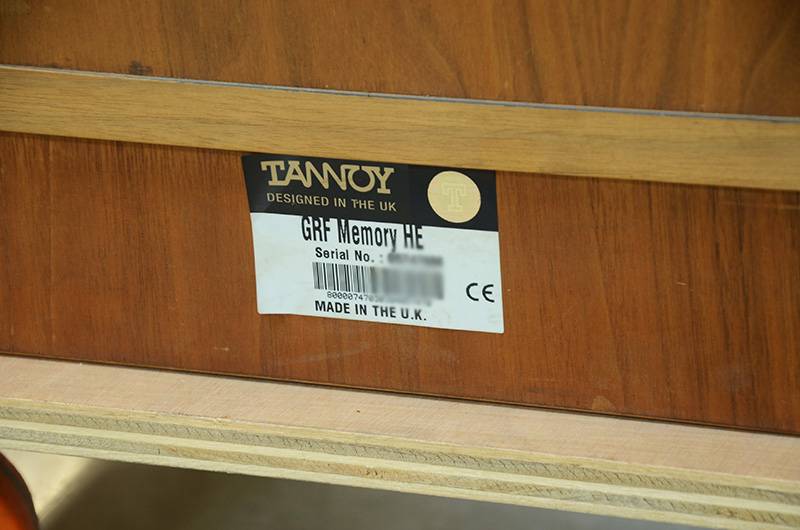 TANNOY
DESIGNED IN THE UK
T
GRF Memory HE
Serial No. :
MADE IN THE U.K.
CE